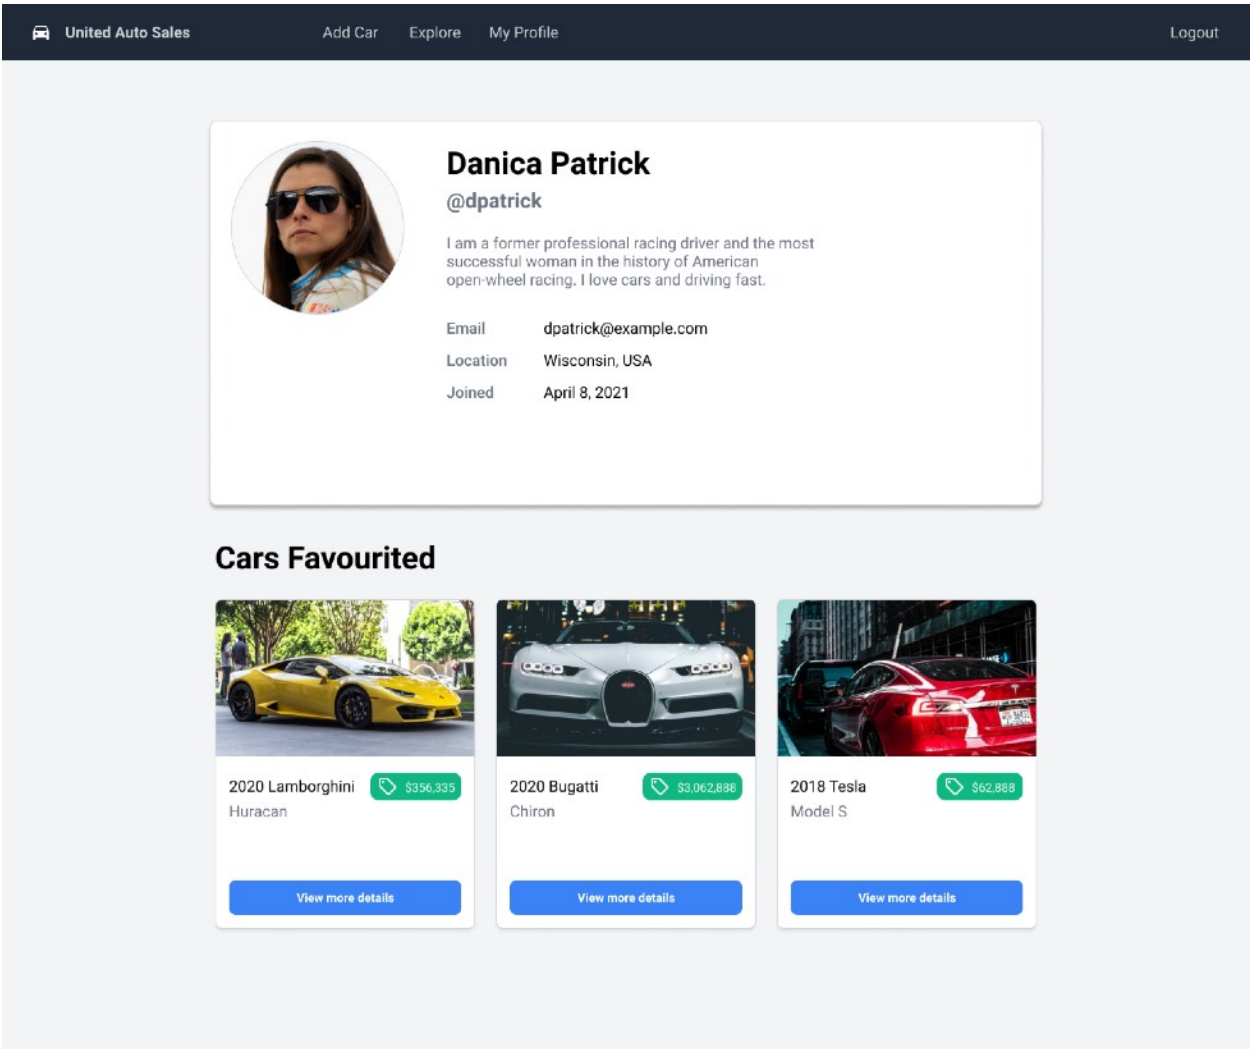 United Auto Sales
Add Car
Explore
My Profile
Logout
Danica Patrick
@dpatrick
I am a former professional racing driver and the most
successful woman in the history of American
open-wheel racing. I love cars and driving fast.
Email dpatrick@example.com
Location Wisconsin, USA
Joined April 8, 2021
Cars Favourited
2020 Lamborghini
$356,335
Huracan
View more details
2020 Bugatti
$3,062,888
Chiron
View more details
2018 Tesla
$62,888
Model S
View more details